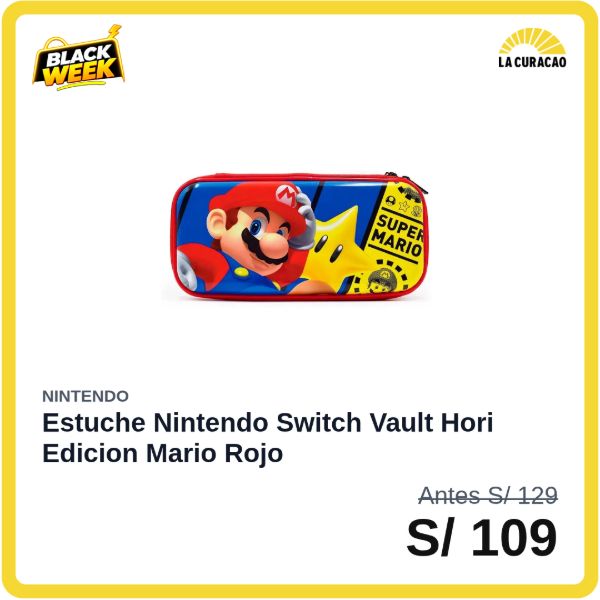 BLACK
WEEK
LA CURACAO
SUPER
MARIO
NINTENDO
Estuche Nintendo Switch Vault Hori
Edicion Mario Rojo
Antes S/ 129
S/ 109